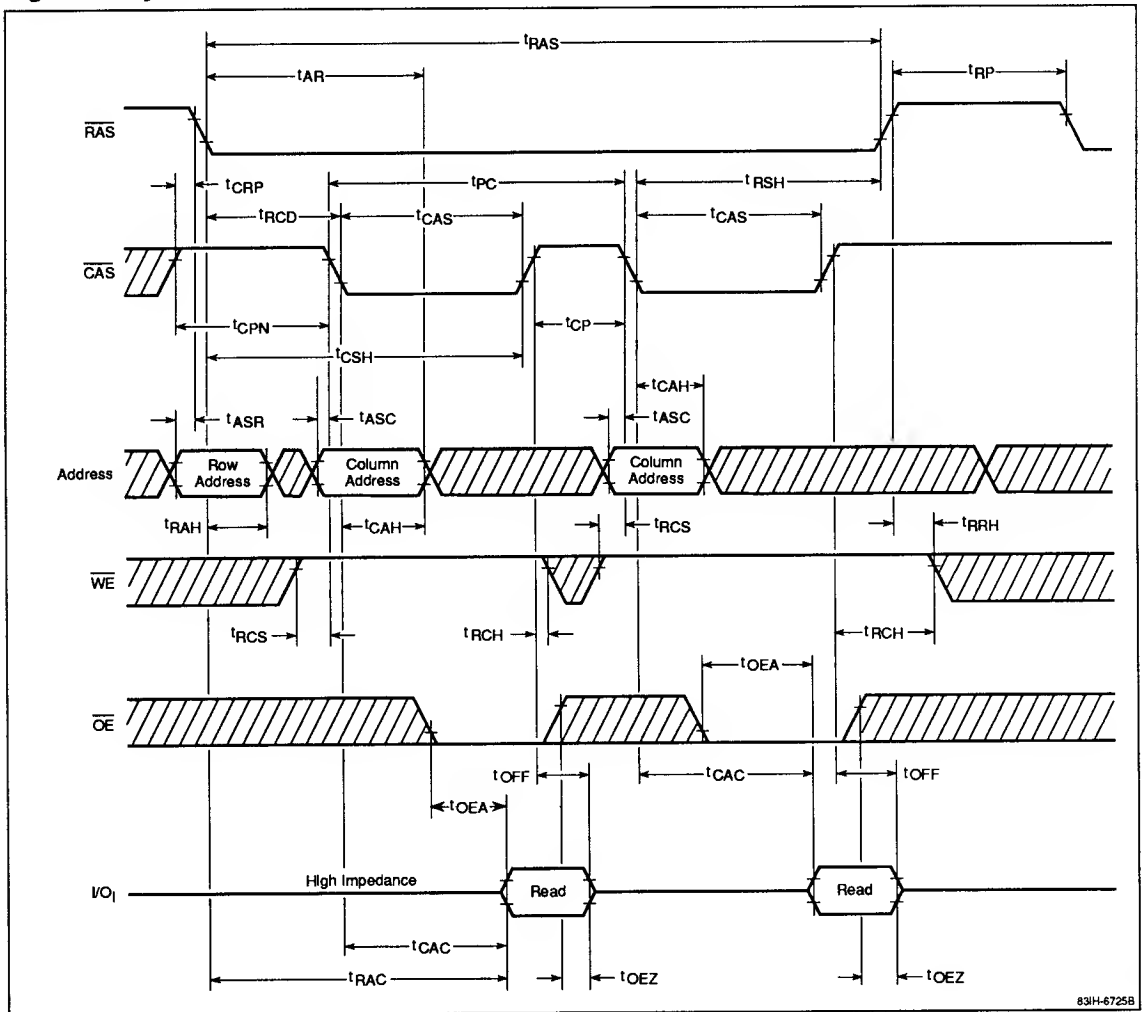 tRAS
tAR
tRP
RAS
tCRP
tPC
tRSH
tRCD
tCAS
tCAS
CAS
tCPN
tCP
tCSH
tCAH
tASR
tASC
tASC
Address
Row Address
Column Address
Column Address
tRAH
tCAH
tRCS
tRRH
WE
tRCS
tRCH
tRCH
tOEA
OE
tOFF
tCAC
tOFF
tOEA
High Impedance
I/OI
Read
Read
tCAC
tRAC
tOEZ
tOEZ
83IH-6725B